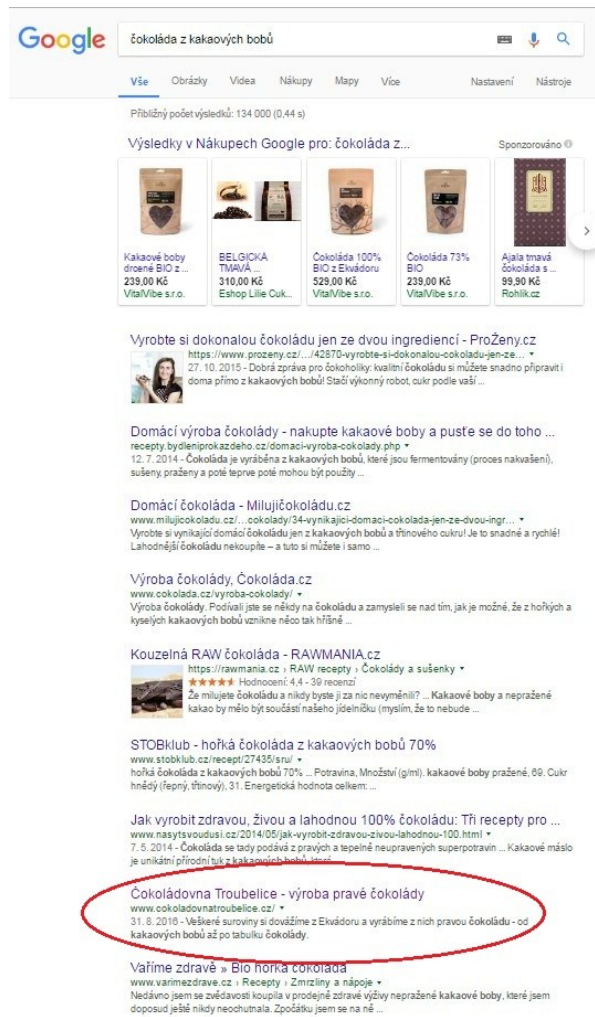 Google
čokoláda z kakaových bobů
Vše Obrázky Videa Nákupy Mapy Více Nastavení Nástroje
Přibližný počet výsledků: 134 000 (0,44 s)
Výsledky v Nákupech Google pro: čokoláda z... Sponzorováno
Kakaové boby drcené BIO z ...
239,00 Kč
VitalVibe s.r.o.
BELGICKÁ TMAVÁ ...
310,00 Kč
Eshop Lilie Cuk...
Čokoláda 100% BIO z Ekvádoru
529,00 Kč
VitalVibe s.r.o.
Čokoláda 73% BIO
239,00 Kč
VitalVibe s.r.o.
Ajala tmavá čokoláda s ...
99,90 Kč
Rohlik.cz
Vyrobte si dokonalou čokoládu jen ze dvou ingrediencí - ProŽeny.cz
https://www.prozeny.cz/.../42870-vyrobte-si-dokonalou-cokoladu-jen-ze...
27. 10. 2015 - Dobrá zpráva pro čokoholiky: kvalitní čokoládu si můžete snadno připravit i
doma přímo z kakaových bobů! Stačí výkonný robot, cukr podle vaší ...
Domácí výroba čokolády - nakupte kakaové boby a pusťte se do toho ...
recepty.bydleniprokazdeho.cz/domaci-vyroba-cokolady.php
12. 7. 2014 - Čokoláda je vyráběna z kakaových bobů, které jsou fermentovány (proces nakvašení),
sušeny, praženy a poté teprve poté mohou být použity ...
Domácí čokoláda - Milujičokoládu.cz
www.milujicokoladu.cz/...cokolady/34-vynikajici-domaci-cokolada-jen-ze-dvou-ingr...
Vyrobte si vynikající domácí čokoládu jen z kakaových bobů a třtinového cukru! Je to snadné a rychlé!
Lahodnější čokoládu nekoupíte – a tuto si můžete i samo ...
Výroba čokolády, Čokoláda.cz
www.cokolada.cz/vyroba-cokolady/
Výroba čokolády. Podívali jste se někdy na čokoládu a zamysleli se nad tím, jak je možné, že z hořkých a
kyselých kakaových bobů vznikne něco tak hříšně ...
Kouzelná RAW čokoláda - RAWMANIA.cz
https://rawmania.cz › RAW recepty › Čokolády a sušenky
Hodnocení: 4,4 - 39 recenzí
Že milujete čokoládu a nikdy byste ji za nic nevyměnili? ... Kakaové boby a nepražené
kakao by mělo být součástí našeho jídelníčku (myslím, že to nebude ...
STOBklub - hořká čokoláda z kakaových bobů 70%
www.stobklub.cz/recept/27435/sru/
hořká čokoláda z kakaových bobů 70% ... Potravina, Množství (g/ml). kakaové boby pražené, 69. Cukr
hnědý (řepný, třtinový), 31. Energetická hodnota celkem: ...
Jak vyrobit zdravou, živou a lahodnou 100% čokoládu: Tři recepty pro ...
www.nasytsvoudusi.cz/2014/05/jak-vyrobit-zdravou-zivou-lahodnou-100.html
7. 5. 2014 - Čokoláda se tady podává z pravých a tepelně neupravených superpotravin ... Kakaové máslo
je unikátní přírodní tuk z kakaových bobů, které ...
Čokoládovna Troubelice - výroba pravé čokolády
www.cokoladovnatroubelice.cz/
31. 8. 2016 - Veškeré suroviny si dovážíme z Ekvádoru a vyrábíme z nich pravou čokoládu - od
kakaových bobů až po tabulku čokolády.
Vaříme zdravě » Bio hořká čokoláda
www.varimezdrave.cz › Recepty › Zmrzliny a nápoje
Nedávno jsem se zvědavosti koupila v prodejně zdravé výživy nepražené kakaové boby, které jsem
doposud ještě nikdy neochutnala. Zpočátku jsem se na ně ...